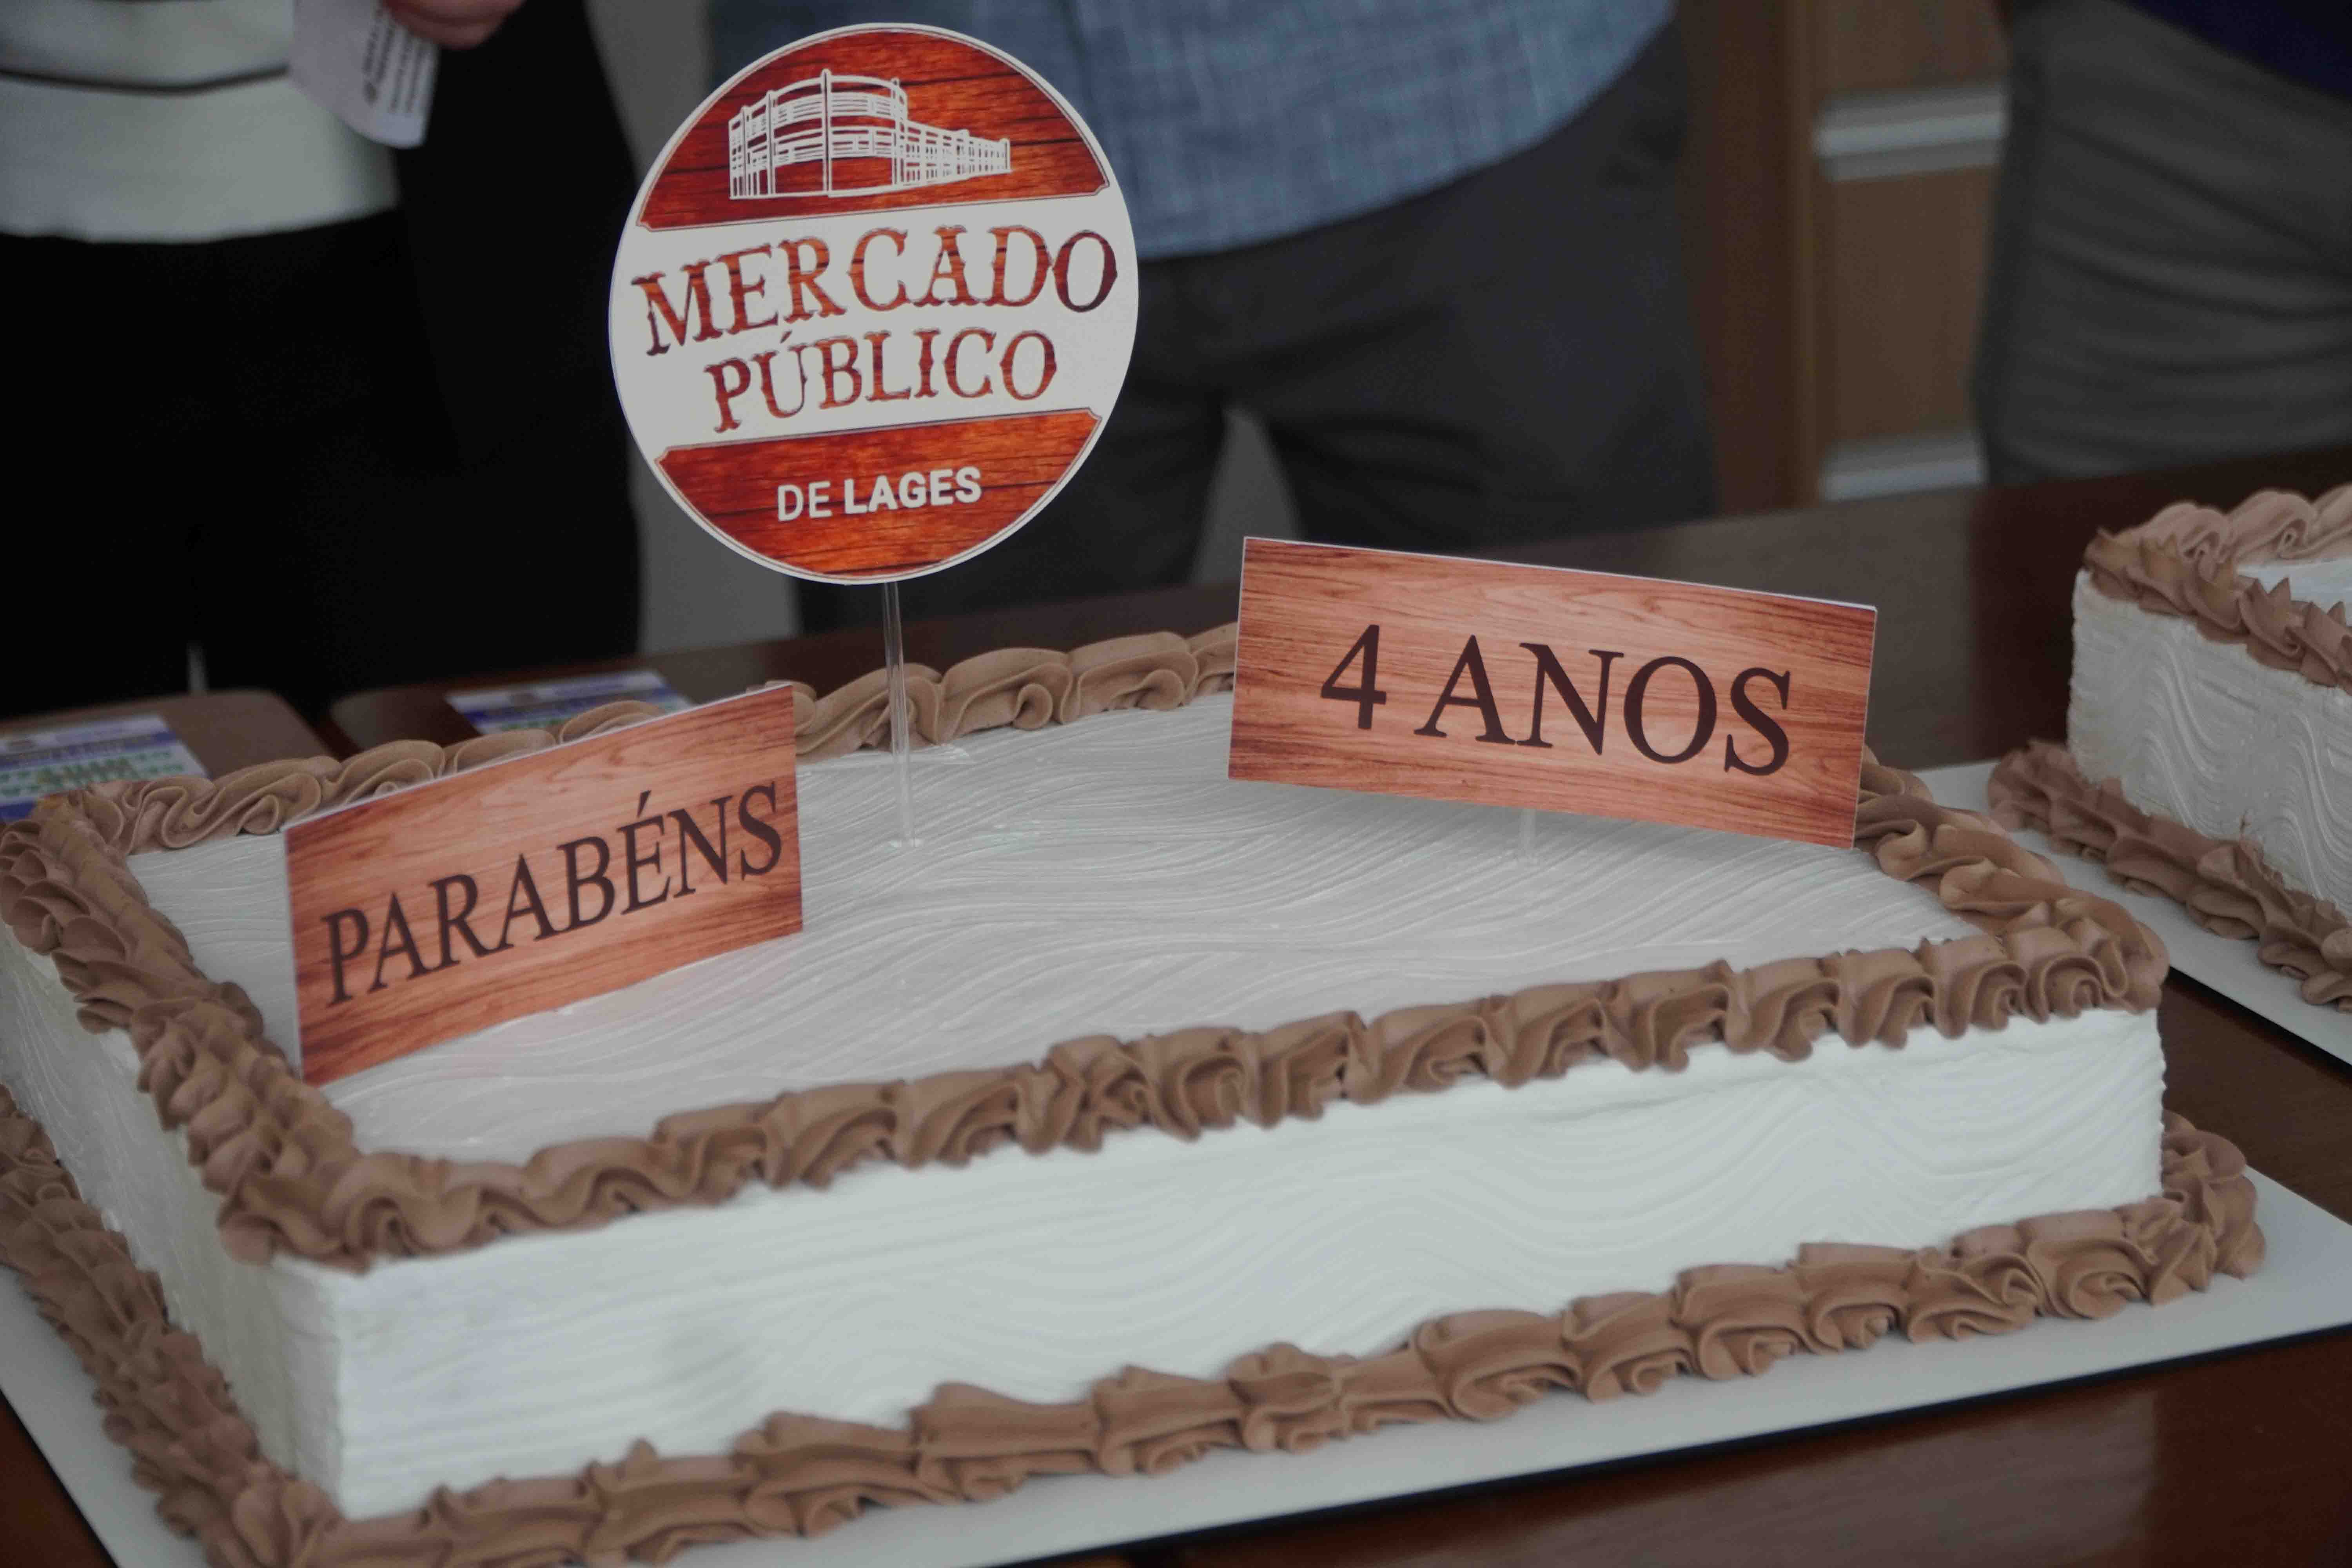 MERCADO
PÚBLICO
DE LAGES
4 ANOS
PARABÉNS